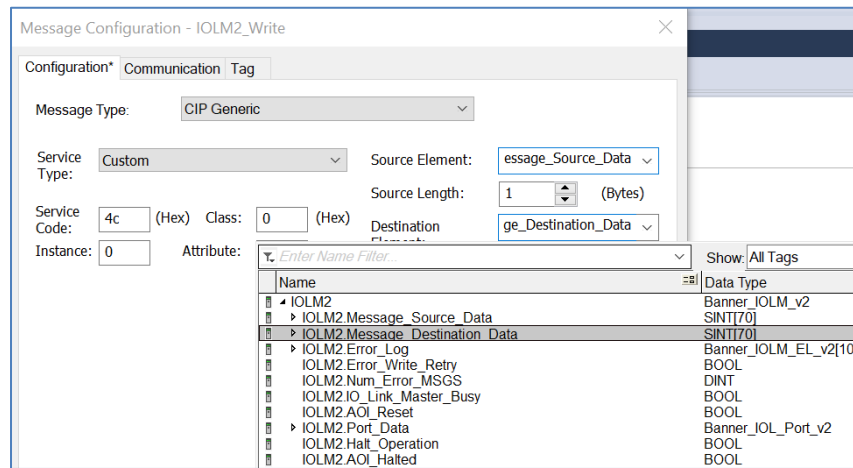 Message Configuration - IOLM2_Write
Configuration* Communication Tag
Message Type: CIP Generic
Service Type: Custom
Source Element: essage_Source_Data
Source Length: 1 (Bytes)
Service Code: 4c (Hex) Class: 0 (Hex)
Destination ge_Destination_Data
Instance: 0 Attribute:
Enter Name Filter... Show: All Tags
Name Data Type
IOLM2 Banner_IOLM_v2
IOLM2.Message_Source_Data SINT[70]
IOLM2.Message_Destination_Data SINT[70]
IOLM2.Error_Log Banner_IOLM_EL_v2[10
IOLM2.Error_Write_Retry BOOL
IOLM2.Num_Error_MSGS DINT
IOLM2.IO_Link_Master_Busy BOOL
IOLM2.AOI_Reset BOOL
IOLM2.Port_Data Banner_IOL_Port_v2
IOLM2.Halt_Operation BOOL
IOLM2.AOI_Halted BOOL